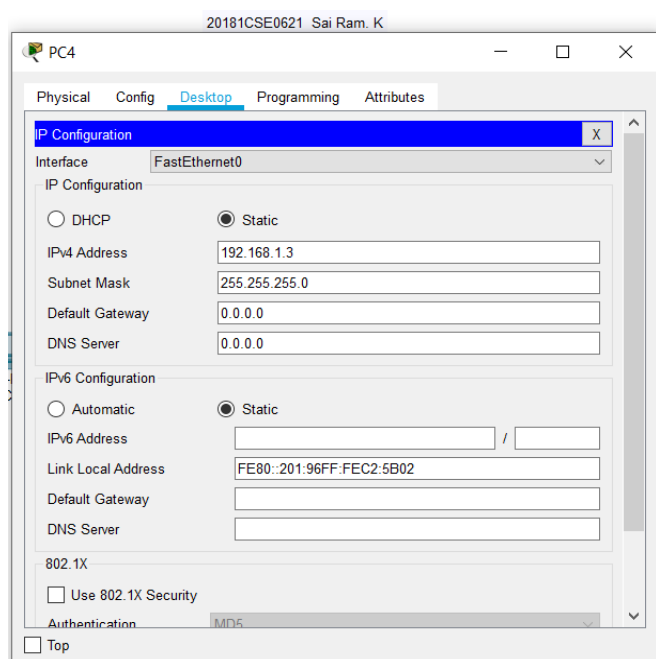 20181CSE0621 Sai Ram. K
PC4
Physical Config Desktop Programming Attributes
IP Configuration X
Interface FastEthernet0
IP Configuration
DHCP Static
IPv4 Address 192.168.1.3
Subnet Mask 255.255.255.0
Default Gateway 0.0.0.0
DNS Server 0.0.0.0
IPv6 Configuration
Automatic Static
IPv6 Address /
Link Local Address FE80::201:96FF:FEC2:5B02
Default Gateway
DNS Server
802.1X
Use 802.1X Security
Authentication MD5
Top